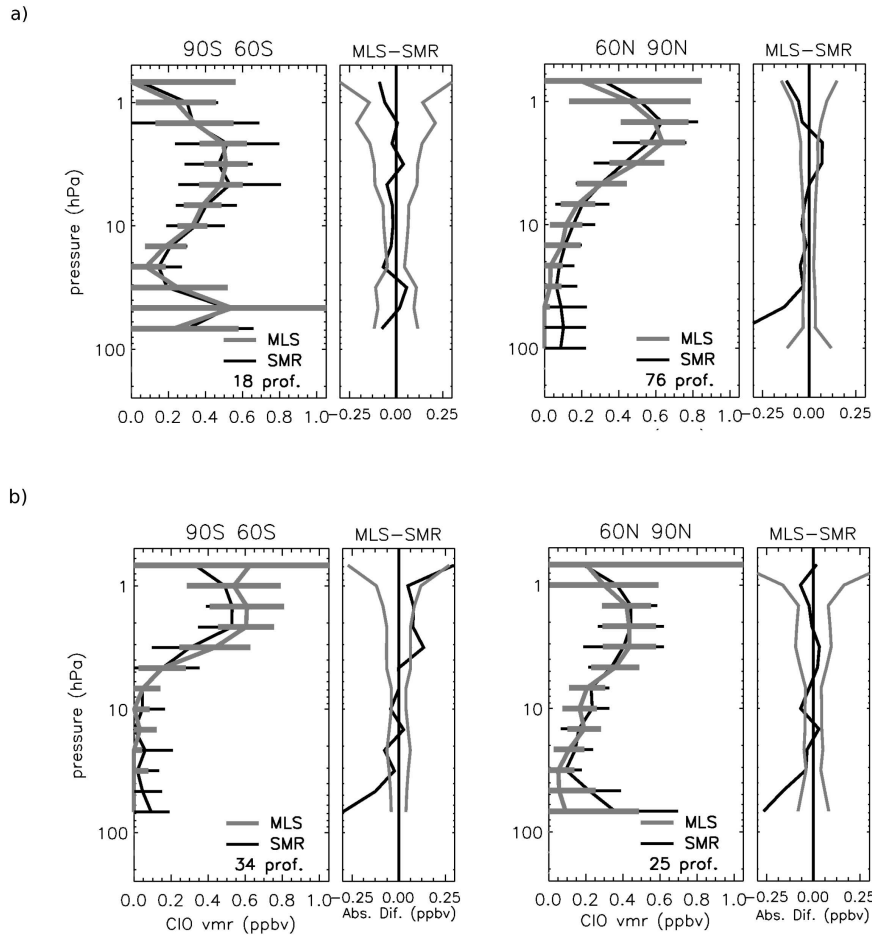 a)
90S 60S
MLS−SMR
60N 90N
MLS−SMR
pressure (hPa)
1
10
100
MLS
SMR
18 prof.
0.0 0.2 0.4 0.6 0.8 1.0
−0.25 0.00 0.25
1
10
100
MLS
SMR
76 prof.
0.0 0.2 0.4 0.6 0.8 1.0
−0.25 0.00 0.25
b)
90S 60S
MLS−SMR
60N 90N
MLS−SMR
pressure (hPa)
1
10
100
MLS
SMR
34 prof.
0.0 0.2 0.4 0.6 0.8 1.0
ClO vmr (ppbv)
−0.25 0.00 0.25
Abs. Dif. (ppbv)
1
10
100
MLS
SMR
25 prof.
0.0 0.2 0.4 0.6 0.8 1.0
ClO vmr (ppbv)
−0.25 0.00 0.25
Abs. Dif. (ppbv)